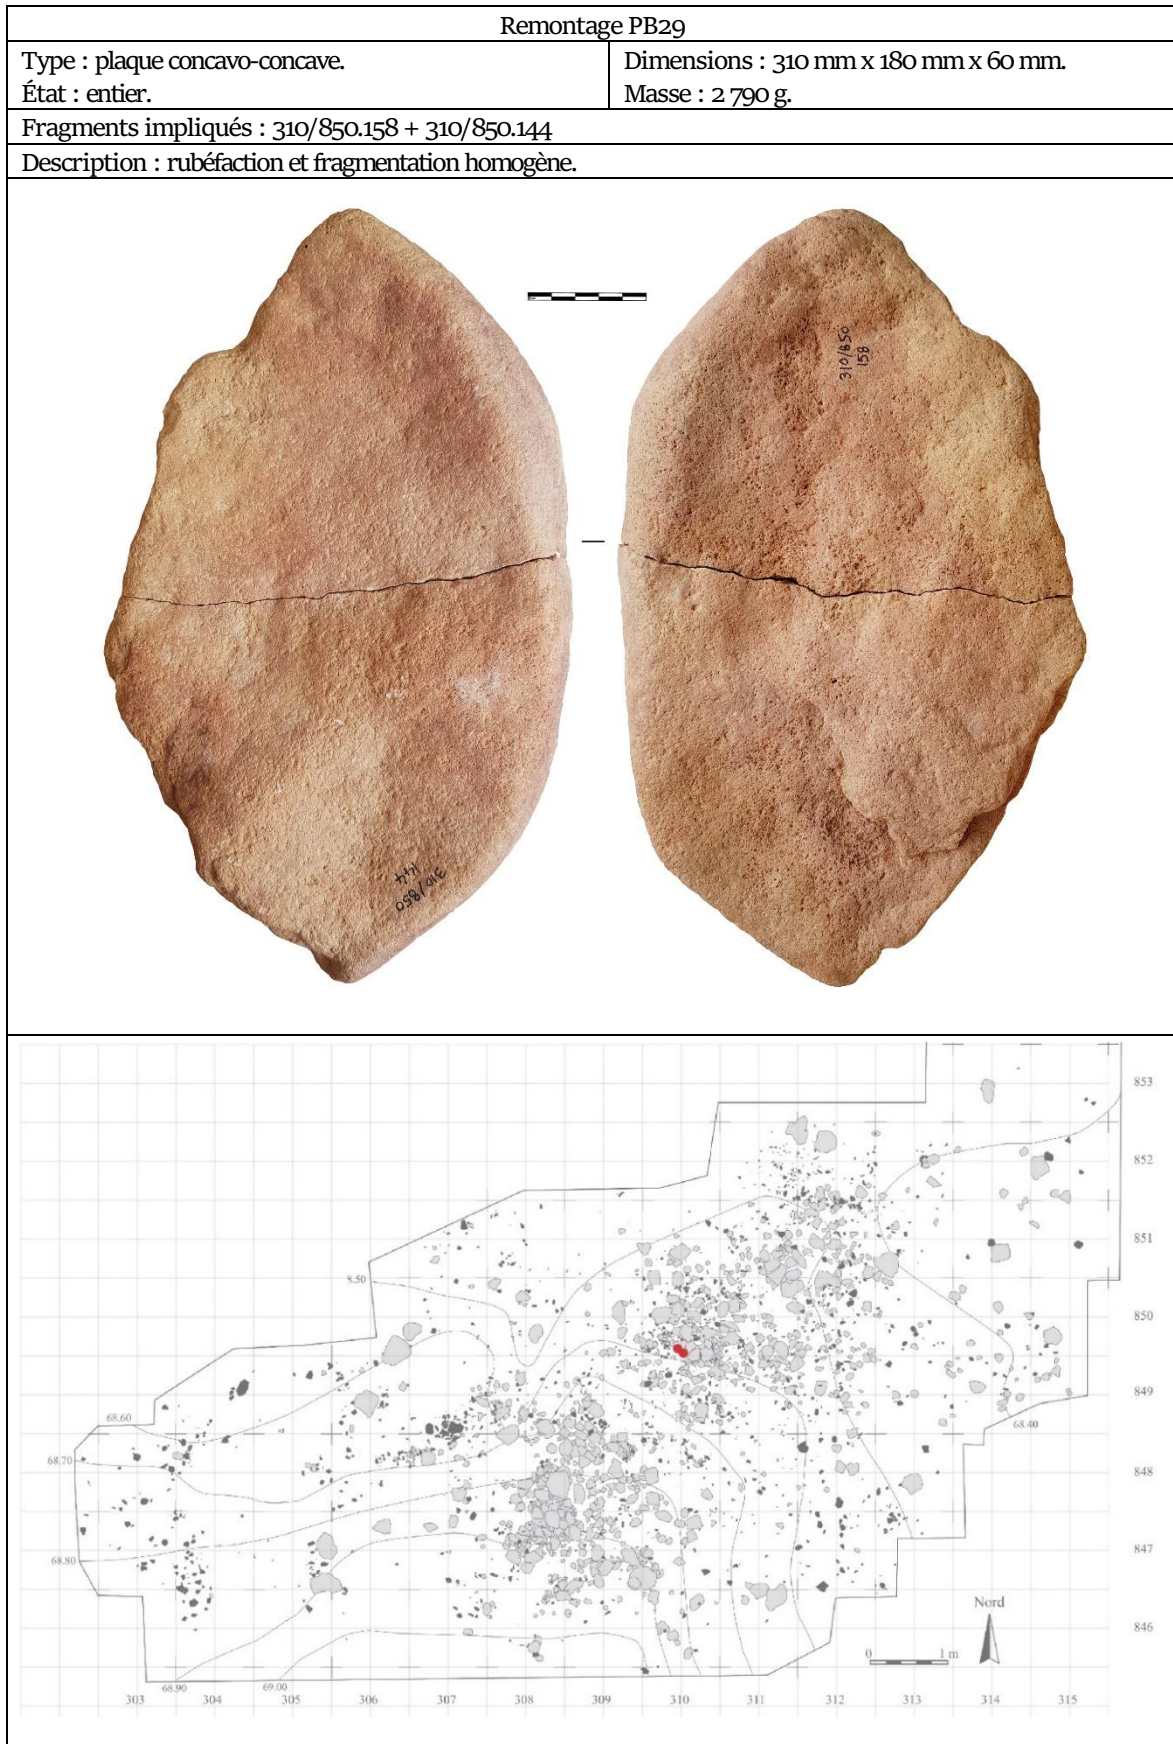 Remontage PB29
Type : plaque concavo-concave.
État : entier.
Dimensions : 310 mm x 180 mm x 60 mm.
Masse : 2 790 g.
Fragments impliqués : 310/850.158 + 310/850.144
Description : rubéfaction et fragmentation homogène.
310/850
158
310/850
144
853
852
851
850
849
848
847
846
8.50
68.60
68.70
68.80
68.90
69.00
68.40
Nord
0 1 m
303 304 305 306 307 308 309 310 311 312 313 314 315